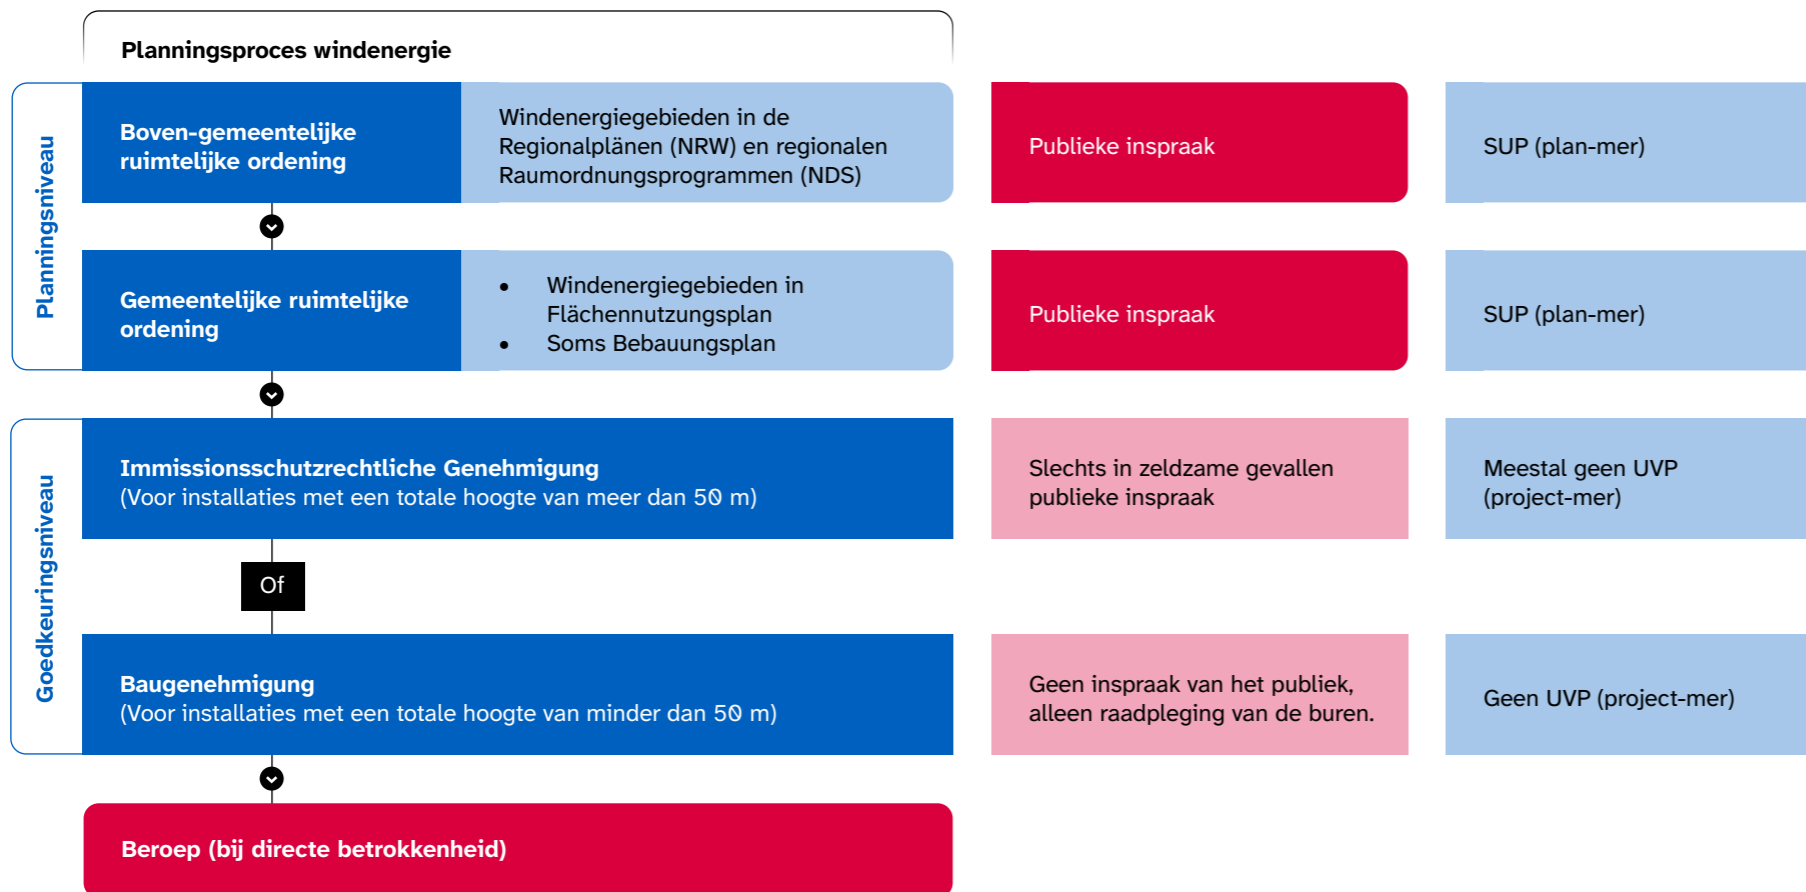 Planningsproces windenergie
Planningsniveau
Boven-gemeentelijke
ruimtelijke ordening
Windenergiegebieden in de
Regionalplänen (NRW) en regionalen
Raumordnungsprogrammen (NDS)
Publieke inspraak
SUP (plan-mer)
Gemeentelijke ruimtelijke
ordening
• Windenergiegebieden in
Flächennutzungsplan
• Soms Bebauungsplan
Publieke inspraak
SUP (plan-mer)
Goedkeuringsniveau
Immissionsschutzrechtliche Genehmigung
(Voor installaties met een totale hoogte van meer dan 50 m)
Slechts in zeldzame gevallen
publieke inspraak
Meestal geen UVP
(project-mer)
Of
Baugenehmigung
(Voor installaties met een totale hoogte van minder dan 50 m)
Geen inspraak van het publiek,
alleen raadpleging van de buren.
Geen UVP (project-mer)
Beroep (bij directe betrokkenheid)